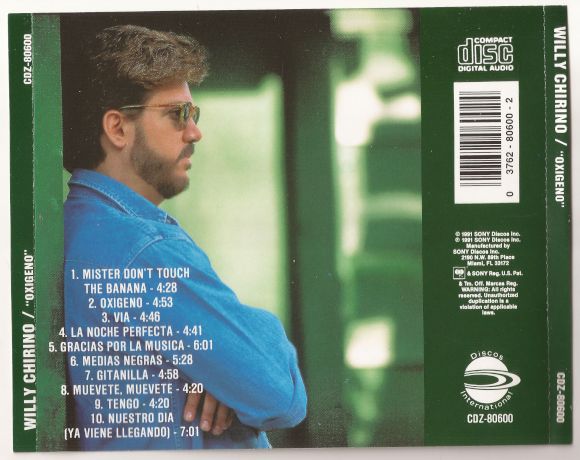 CDZ-80600
WILLY CHIRINO / "OXIGENO"
1. MISTER DON'T TOUCH
THE BANANA - 4:28
2. OXIGENO - 4:53
3. VIA - 4:46
4. LA NOCHE PERFECTA - 4:41
5. GRACIAS POR LA MUSICA - 6:01
6. MEDIAS NEGRAS - 5:28
7. GITANILLA - 4:58
8. MUEVETE, MUEVETE - 4:20
9. TENGO - 4:20
10. NUESTRO DIA
(YA VIENE LLEGANDO) - 7:01
COMPACT
disc
DIGITAL AUDIO
0 3762 - 80600 - 2
© 1991 SONY Discos Inc.
℗ 1991 SONY Discos Inc.
Manufactured by
SONY Discos Inc.
2190 N.W. 89th Place
Miami, FL 33172
& SONY Reg. U.S. Pat.
& Tm. Off. Marcas Reg.
WARNING: All rights
reserved. Unauthorized
duplication is a
violation of applicable
laws.
Discos
International
CDZ-80600
WILLY CHIRINO / "OXIGENO"
CDZ-80600